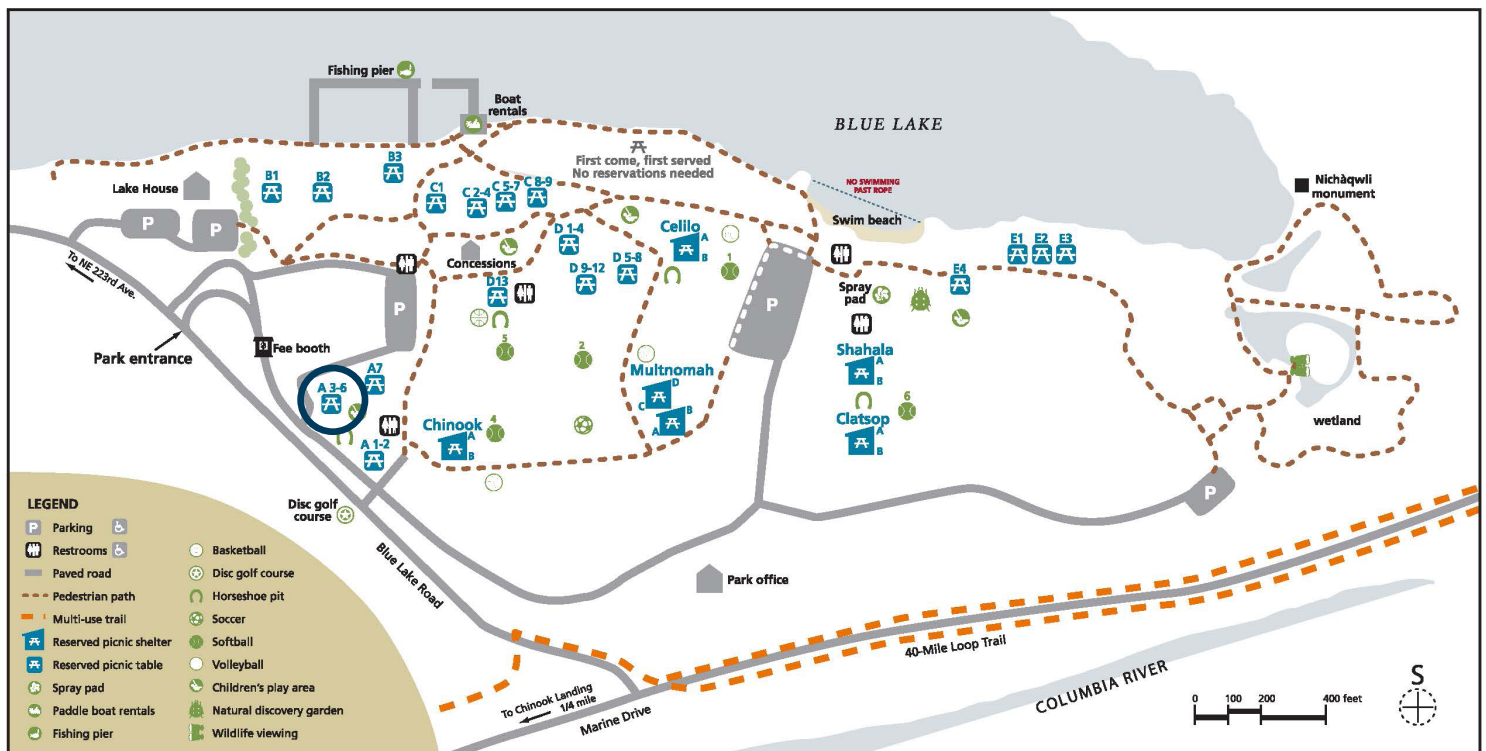 Fishing pier
Boat
rentals
BLUE LAKE
First come, first served
No reservations needed
NO SWIMMING
PAST ROPE
Swim beach
Nichàqwli
monument
Lake House
B1
B2
B3
C1
C 2-4
C 5-7
C 8-9
P
P
To NE 223rd Ave.
Concessions
D 1-4
D 9-12
D 5-8
D13
Celilo
A
B
1
P
P
E1
E2
E3
E4
Spray
pad
Park entrance
Fee booth
5
2
Shahala
A
B
A 3-6
A7
Multnomah
D
C
B
A
6
Clatsop
A
B
Chinook
A
B
4
A 1-2
wetland
P
Disc golf
course
Blue Lake Road
Park office
40-Mile Loop Trail
COLUMBIA RIVER
To Chinook Landing
1/4 mile
Marine Drive
0 100 200 400 feet
S
LEGEND
P Parking
Restrooms
Paved road
Pedestrian path
Multi-use trail
Reserved picnic shelter
Reserved picnic table
Spray pad
Paddle boat rentals
Fishing pier
Basketball
Disc golf course
Horseshoe pit
Soccer
Softball
Volleyball
Children's play area
Natural discovery garden
Wildlife viewing